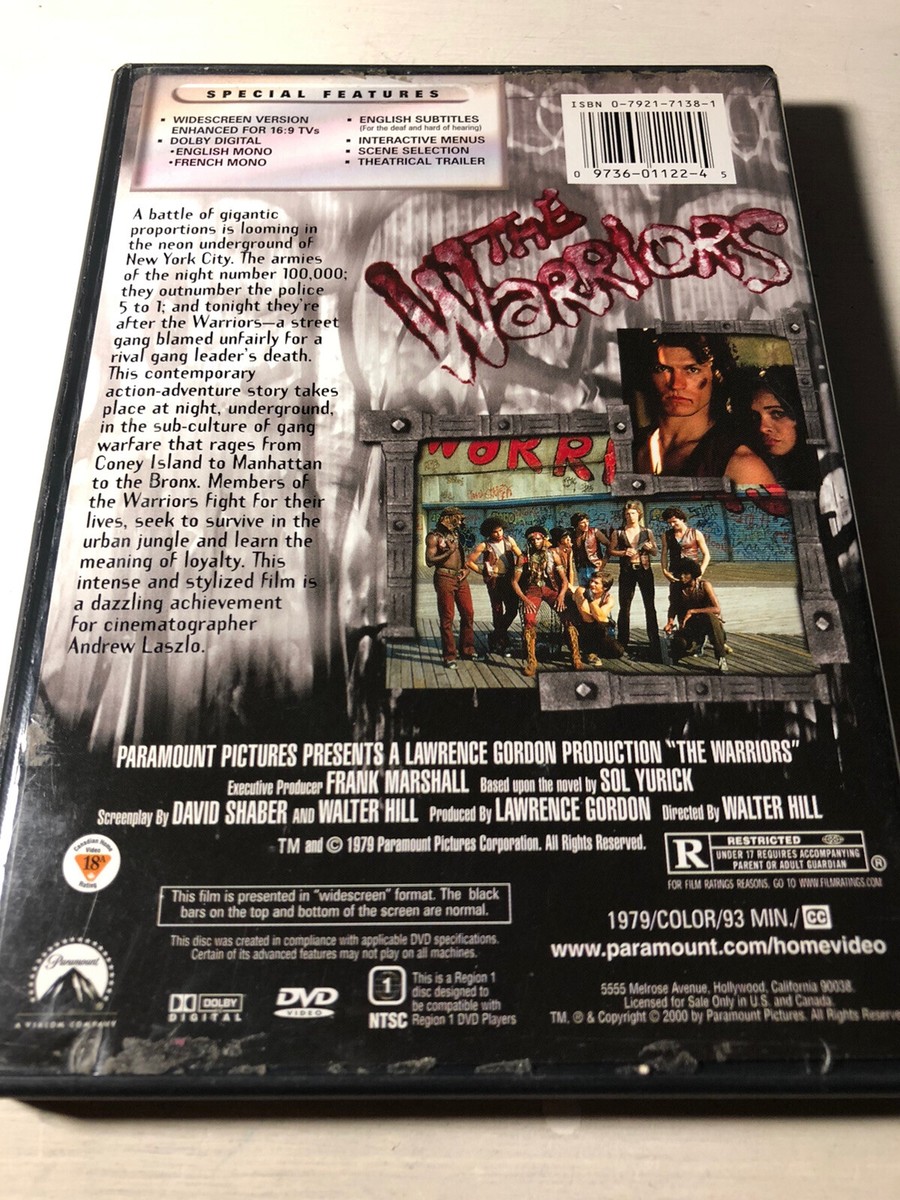 SPECIAL FEATURES
▪ WIDESCREEN VERSION
ENHANCED FOR 16:9 TVs
▪ DOLBY DIGITAL
•ENGLISH MONO
•FRENCH MONO
▪ ENGLISH SUBTITLES
(For the deaf and hard of hearing)
▪ INTERACTIVE MENUS
▪ SCENE SELECTION
▪ THEATRICAL TRAILER
ISBN 0-7921-7138-1
0 9736-01122-4 5
THE
WARRIORS
A battle of gigantic
proportions is looming in
the neon underground of
New York City. The armies
of the night number 100,000;
they outnumber the police
5 to 1; and tonight they're
after the Warriors—a street
gang blamed unfairly for a
rival gang leader's death.
This contemporary
action-adventure story takes
place at night, underground,
in the sub-culture of gang
warfare that rages from
Coney Island to Manhattan
to the Bronx. Members of
the Warriors fight for their
lives, seek to survive in the
urban jungle and learn the
meaning of loyalty. This
intense and stylized film is
a dazzling achievement
for cinematographer
Andrew Laszlo.
WORR
PARAMOUNT PICTURES PRESENTS A LAWRENCE GORDON PRODUCTION "THE WARRIORS"
Executive Producer FRANK MARSHALL Based upon the novel by SOL YURICK
Screenplay By DAVID SHABER AND WALTER HILL Produced By LAWRENCE GORDON Directed By WALTER HILL
TM and © 1979 Paramount Pictures Corporation. All Rights Reserved.
Canadian Home
Video
18A
Rating
R RESTRICTED
UNDER 17 REQUIRES ACCOMPANYING
PARENT OR ADULT GUARDIAN ®
FOR FILM RATINGS REASONS, GO TO WWW.FILMRATINGS.COM
This film is presented in "widescreen" format. The black
bars on the top and bottom of the screen are normal.
1979/COLOR/93 MIN./CC
www.paramount.com/homevideo
This disc was created in compliance with applicable DVD specifications.
Certain of its advanced features may not play on all machines.
Paramount
A VIACOM COMPANY
DOLBY
DIGITAL
DVD
VIDEO
1
NTSC
This is a Region 1
disc designed to
be compatible with
Region 1 DVD Players
5555 Melrose Avenue, Hollywood, California 90038.
Licensed for Sale Only in U.S. and Canada.
TM, ® & Copyright © 2000 by Paramount Pictures. All Rights Reserve